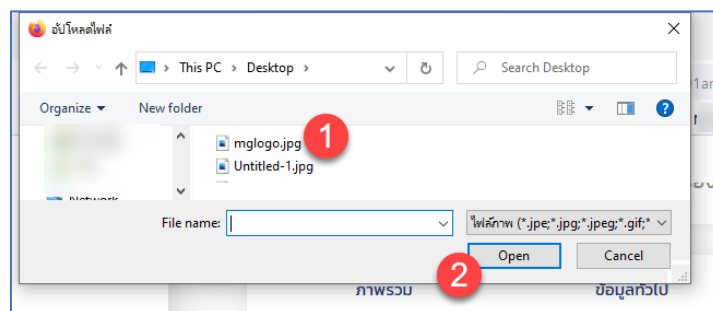 อัปโหลดไฟล์
This PC > Desktop >
Search Desktop
Organize
New folder
mglogo.jpg
1
Untitled-1.jpg
Network
File name:
ไฟล์ภาพ (*.jpe;*.jpg;*.jpeg;*.gif;*
Open
Cancel
2
ภาพรวม
ข้อมูลทั่วไป